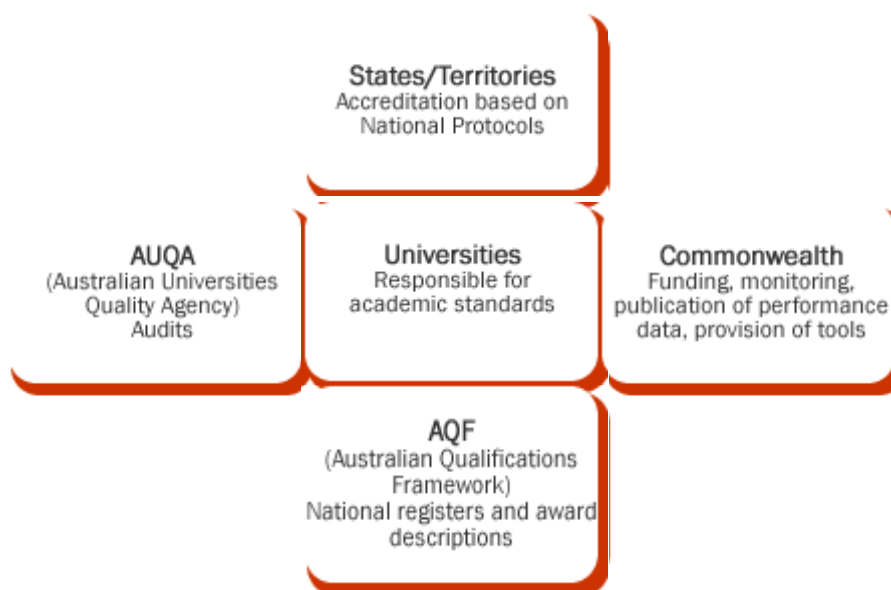 States/Territories
Accreditation based on
National Protocols
AUQA
(Australian Universities
Quality Agency)
Audits
Universities
Responsible for
academic standards
Commonwealth
Funding, monitoring,
publication of performance
data, provision of tools
AQF
(Australian Qualifications
Framework)
National registers and award
descriptions